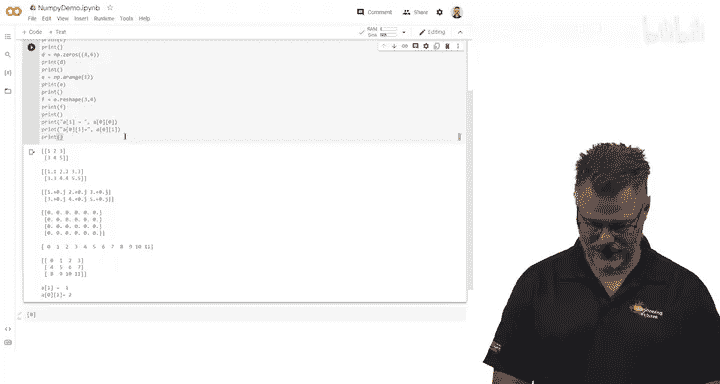 NumpyDemo.ipynb
File Edit View Insert Runtime Tools Help
Comment Share
+ Code + Text
RAM
Disk
Editing
print()
print()
d = np.zeros((4,6))
print(d)
print()
e = np.arange(12)
print(e)
print()
f = e.reshape(3,4)
print(f)
print()
print("a[1] = ", a[0][0])
print("a[0][1]=", a[0][1])
print()
[[1 2 3]
[3 4 5]]
[[1.1 2.2 3.3]
[3.3 4.4 5.5]]
[[1.+0.j 2.+0.j 3.+0.j]
[3.+0.j 4.+0.j 5.+0.j]]
[[0. 0. 0. 0. 0. 0.]
[0. 0. 0. 0. 0. 0.]
[0. 0. 0. 0. 0. 0.]
[0. 0. 0. 0. 0. 0.]]
[ 0 1 2 3 4 5 6 7 8 9 10 11]
[[ 0 1 2 3]
[ 4 5 6 7]
[ 8 9 10 11]]
a[1] = 1
a[0][1]= 2
[0]
bilibili